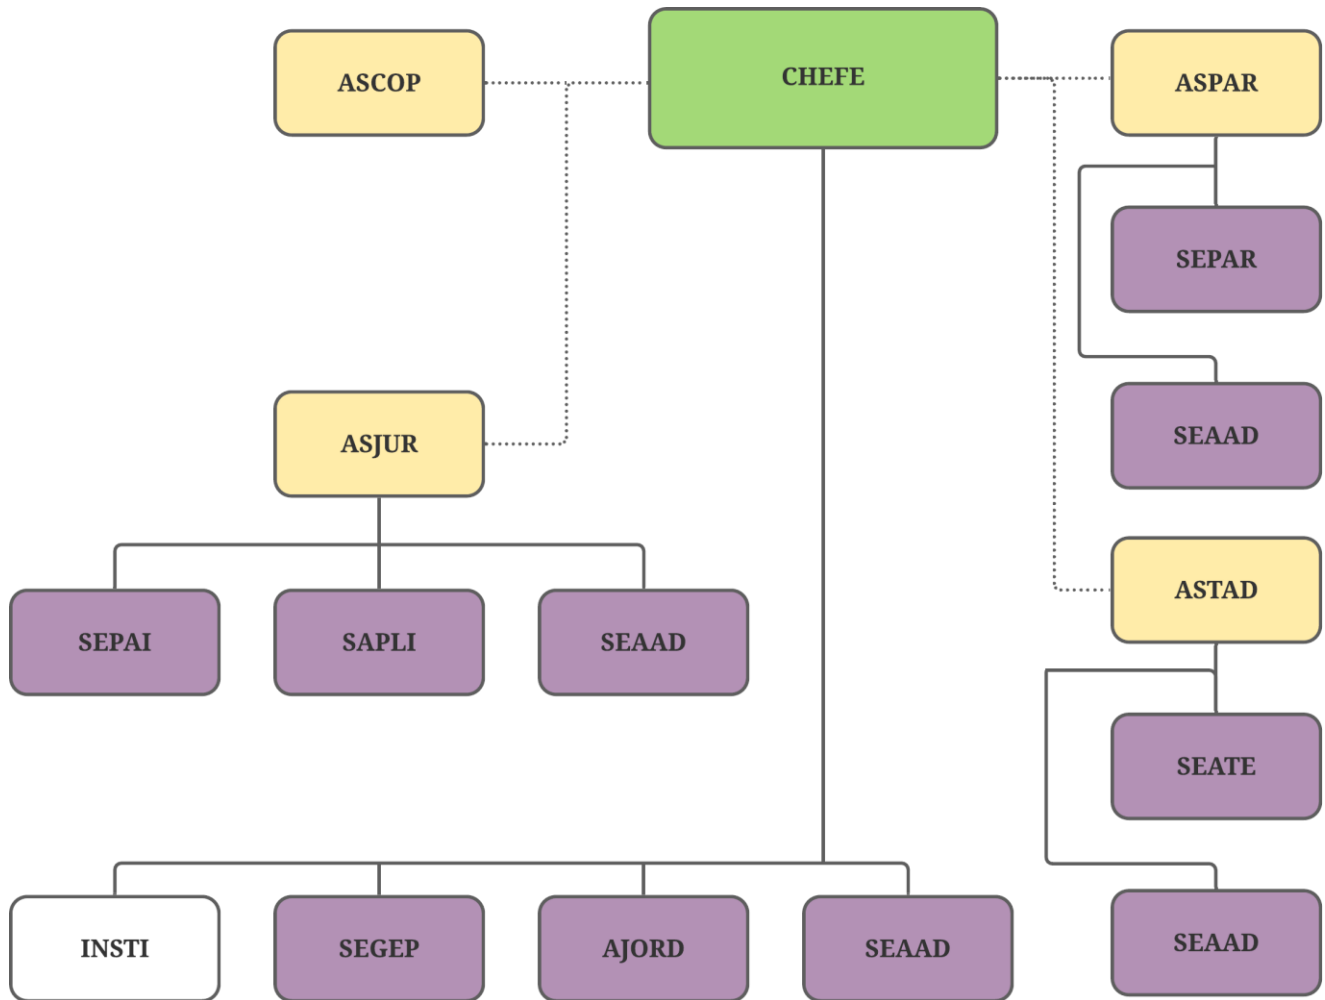 ASCOP
CHEFE
ASPAR
SEPAR
ASJUR
SEAAD
ASTAD
SEPAI
SAPLI
SEAAD
SEATE
INSTI
SEGEP
AJORD
SEAAD
SEAAD